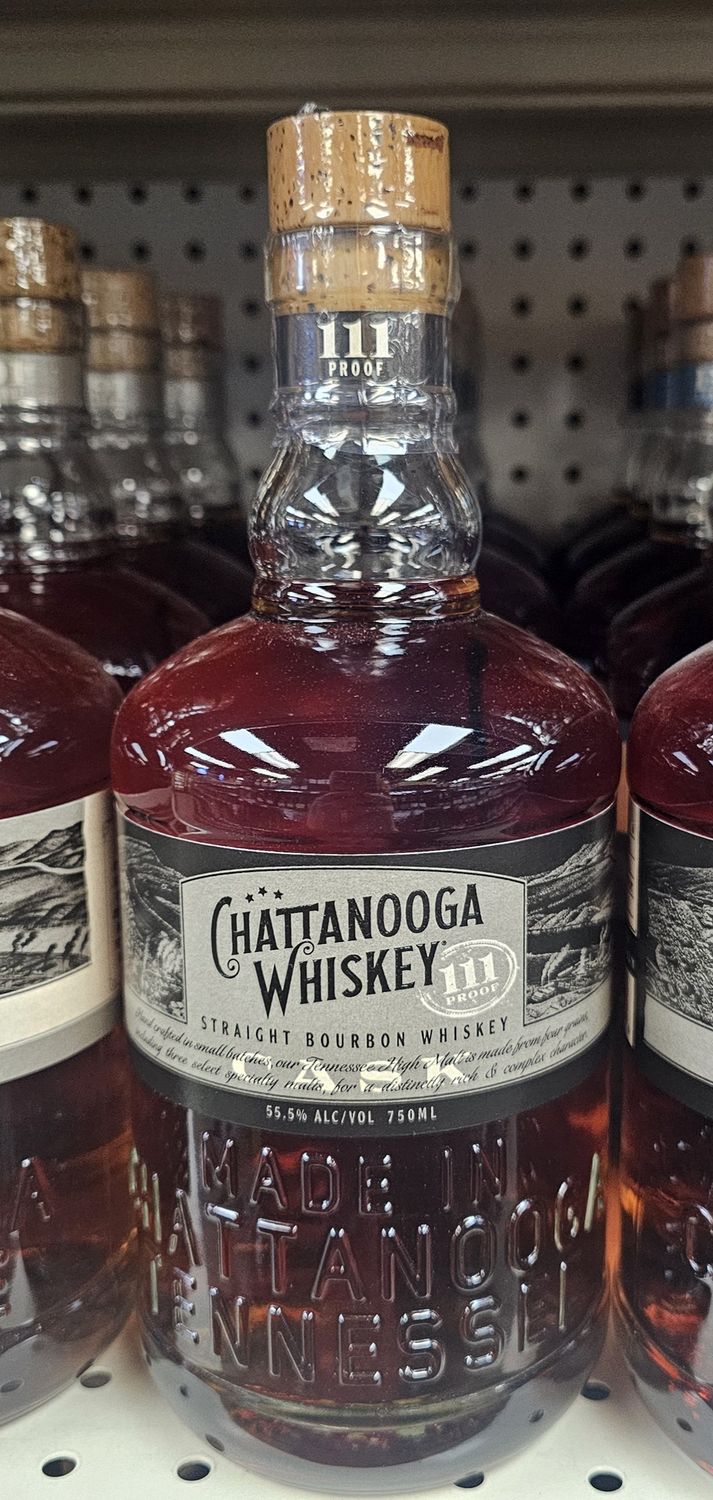 111
PROOF
CHATTANOOGA
WHISKEY
111
PROOF
STRAIGHT BOURBON WHISKEY
Hand crafted in small batches, our Tennessee High Malt is made from four grains,
including three select specialty malts, for a distinctly rich & complex character.
CASK
55.5% ALC/VOL 750ML
MADE IN
CHATTANOOGA
TENNESSEE